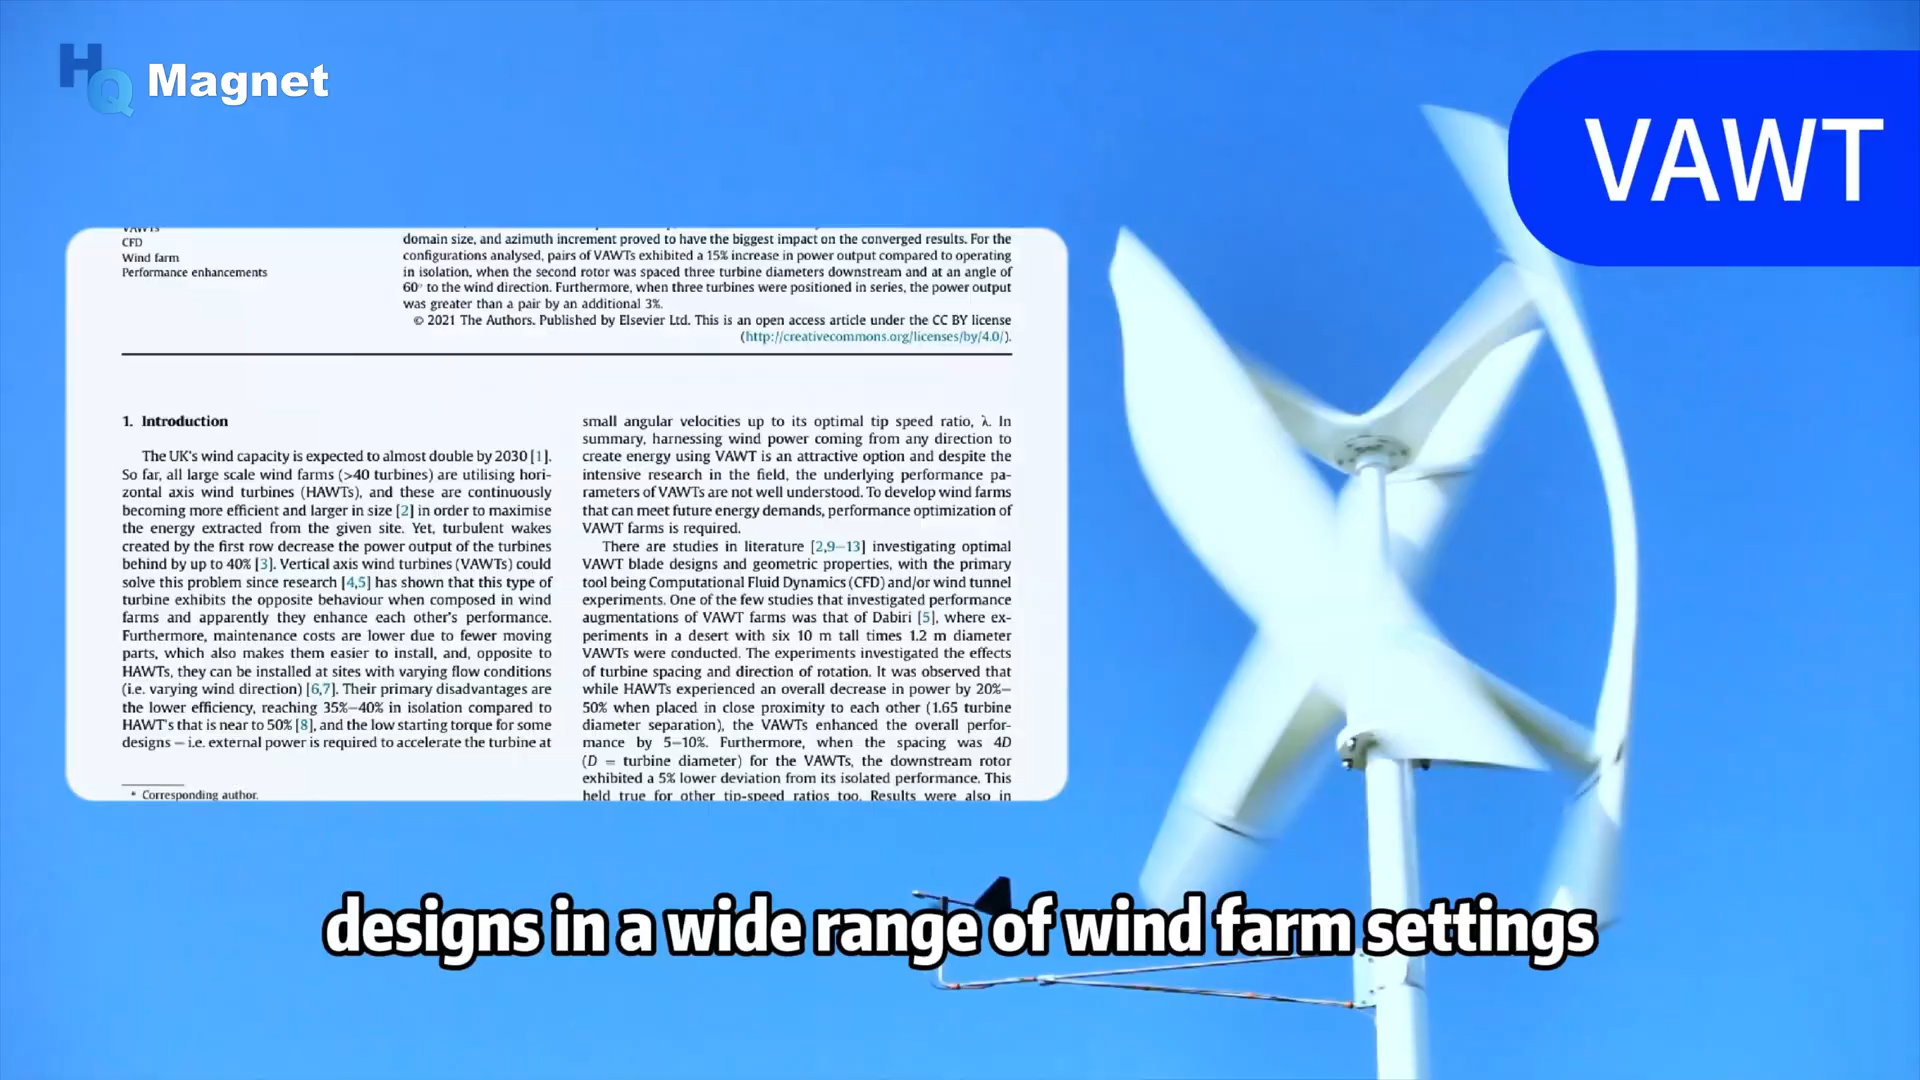 HQ Magnet
VAWT
VAWTs
CFD
Wind farm
Performance enhancements
domain size, and azimuth increment proved to have the biggest impact on the converged results. For the
configurations analysed, pairs of VAWTs exhibited a 15% increase in power output compared to operating
in isolation, when the second rotor was spaced three turbine diameters downstream and at an angle of
60° to the wind direction. Furthermore, when three turbines were positioned in series, the power output
was greater than a pair by an additional 3%.
© 2021 The Authors. Published by Elsevier Ltd. This is an open access article under the CC BY license
(http://creativecommons.org/licenses/by/4.0/).
1. Introduction
The UK's wind capacity is expected to almost double by 2030 [1].
So far, all large scale wind farms (>40 turbines) are utilising hori-
zontal axis wind turbines (HAWTs), and these are continuously
becoming more efficient and larger in size [2] in order to maximise
the energy extracted from the given site. Yet, turbulent wakes
created by the first row decrease the power output of the turbines
behind by up to 40% [3]. Vertical axis wind turbines (VAWTs) could
solve this problem since research [4,5] has shown that this type of
turbine exhibits the opposite behaviour when composed in wind
farms and apparently they enhance each other's performance.
Furthermore, maintenance costs are lower due to fewer moving
parts, which also makes them easier to install, and, opposite to
HAWTs, they can be installed at sites with varying flow conditions
(i.e. varying wind direction) [6,7]. Their primary disadvantages are
the lower efficiency, reaching 35%–40% in isolation compared to
HAWT's that is near to 50% [8], and the low starting torque for some
designs – i.e. external power is required to accelerate the turbine at
* Corresponding author.
small angular velocities up to its optimal tip speed ratio, λ. In
summary, harnessing wind power coming from any direction to
create energy using VAWT is an attractive option and despite the
intensive research in the field, the underlying performance pa-
rameters of VAWTs are not well understood. To develop wind farms
that can meet future energy demands, performance optimization of
VAWT farms is required.
There are studies in literature [2,9–13] investigating optimal
VAWT blade designs and geometric properties, with the primary
tool being Computational Fluid Dynamics (CFD) and/or wind tunnel
experiments. One of the few studies that investigated performance
augmentations of VAWT farms was that of Dabiri [5], where ex-
periments in a desert with six 10 m tall times 1.2 m diameter
VAWTs were conducted. The experiments investigated the effects
of turbine spacing and direction of rotation. It was observed that
while HAWTs experienced an overall decrease in power by 20%–
50% when placed in close proximity to each other (1.65 turbine
diameter separation), the VAWTs enhanced the overall perfor-
mance by 5–10%. Furthermore, when the spacing was 4D
(D = turbine diameter) for the VAWTs, the downstream rotor
exhibited a 5% lower deviation from its isolated performance. This
held true for other tip-speed ratios too. Results were also in
designs in a wide range of wind farm settings